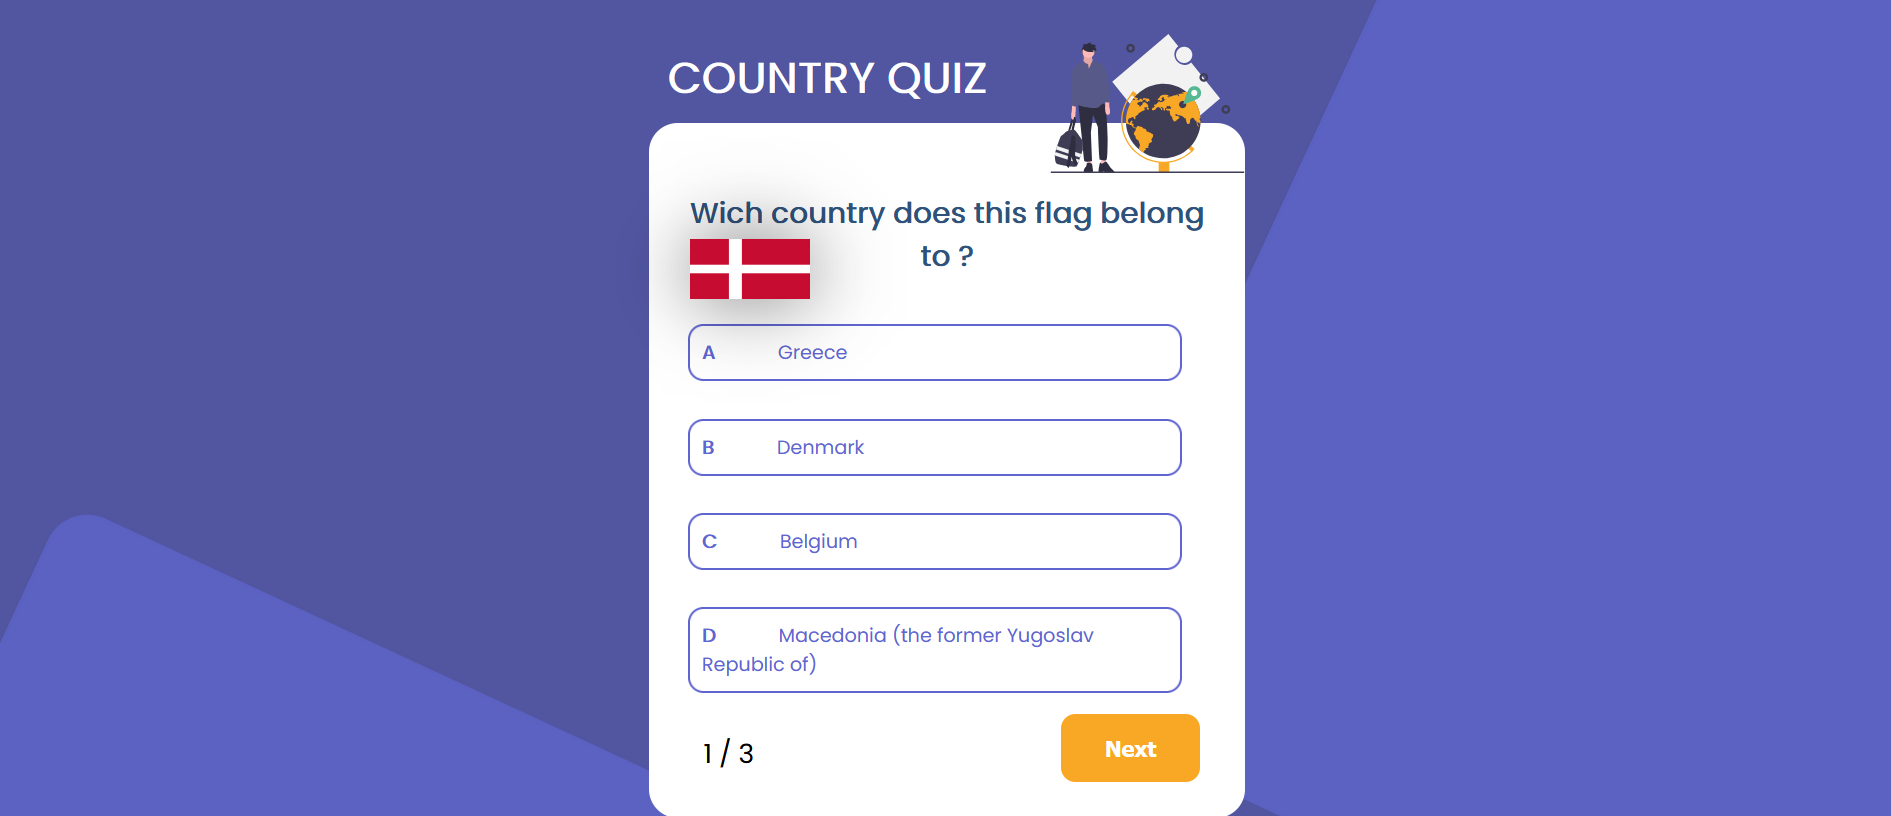 COUNTRY QUIZ
Wich country does this flag belong
to ?
A Greece
B Denmark
C Belgium
D Macedonia (the former Yugoslav
Republic of)
1 / 3
Next